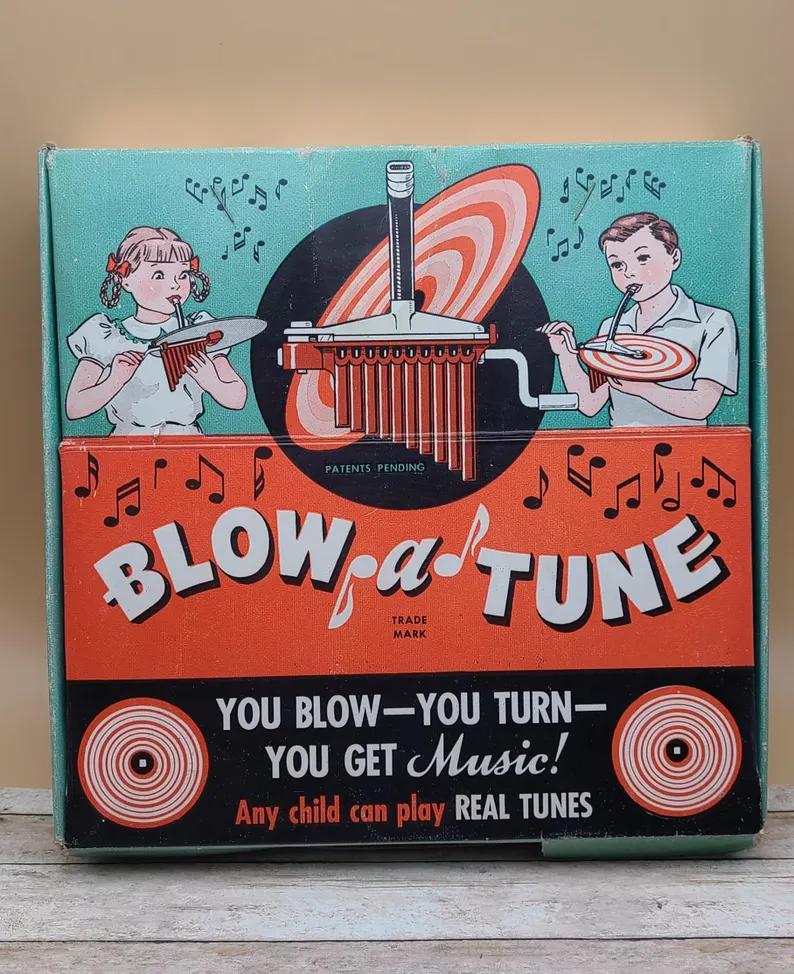 PATENTS PENDING
BLOW a TUNE
TRADE
MARK
YOU BLOW—YOU TURN—
YOU GET Music!
Any child can play REAL TUNES